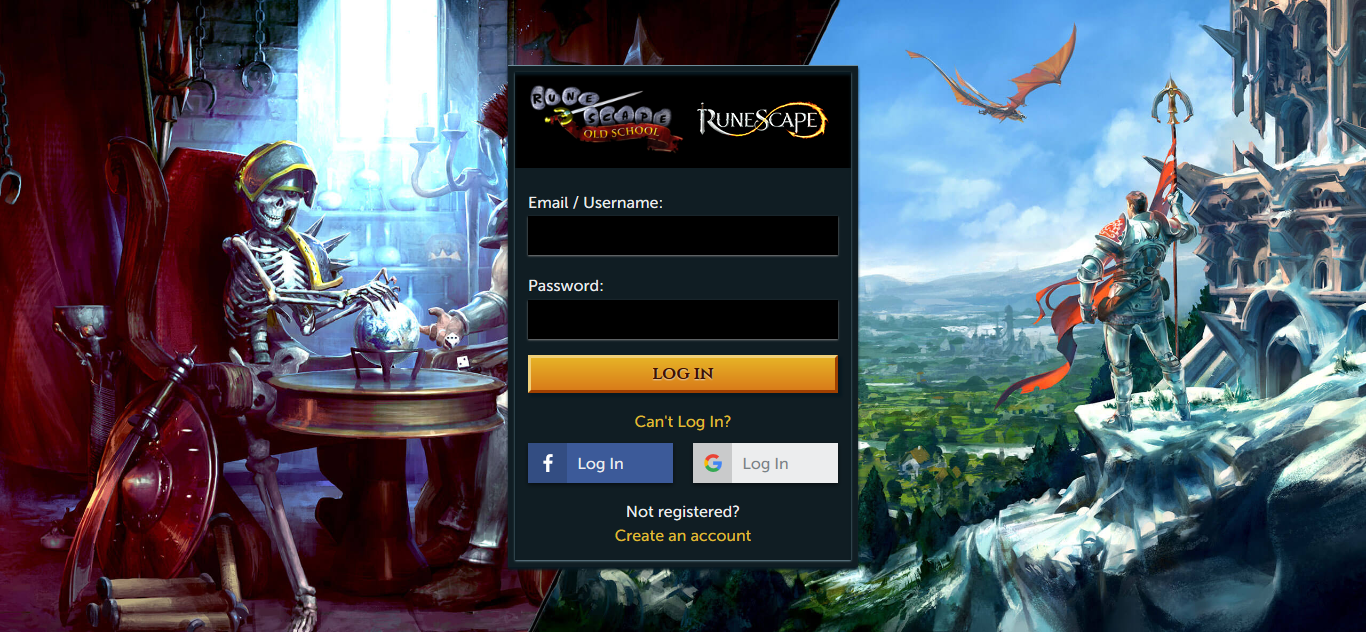 RUNE
SCAPE
OLD SCHOOL
RUNESCAPE
Email / Username:
Password:
LOG IN
Can't Log In?
f Log In
G Log In
Not registered?
Create an account